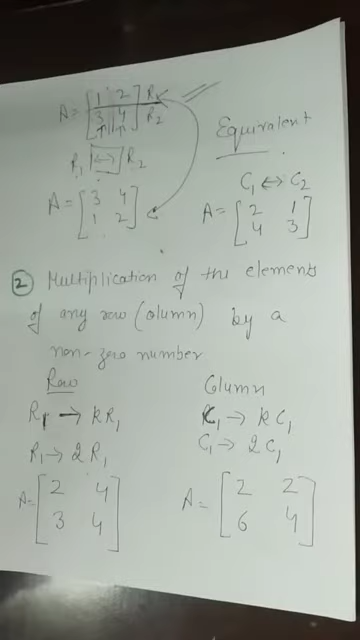 A = [ 1 2 ] R1
[ 3 4 ] R2
R1 ↔ R2
A = [ 3 4 ]
[ 1 2 ]
Equivalent
C1 ↔ C2
A = [ 2 1 ]
[ 4 3 ]
② Multiplication of the elements
of any row (Column) by a
non-zero number
Row
R1 → kR1
R1 → 2R1
A = [ 2 4 ]
[ 3 4 ]
Column
C1 → kC1
C1 → 2C1
A = [ 2 2 ]
[ 6 4 ]